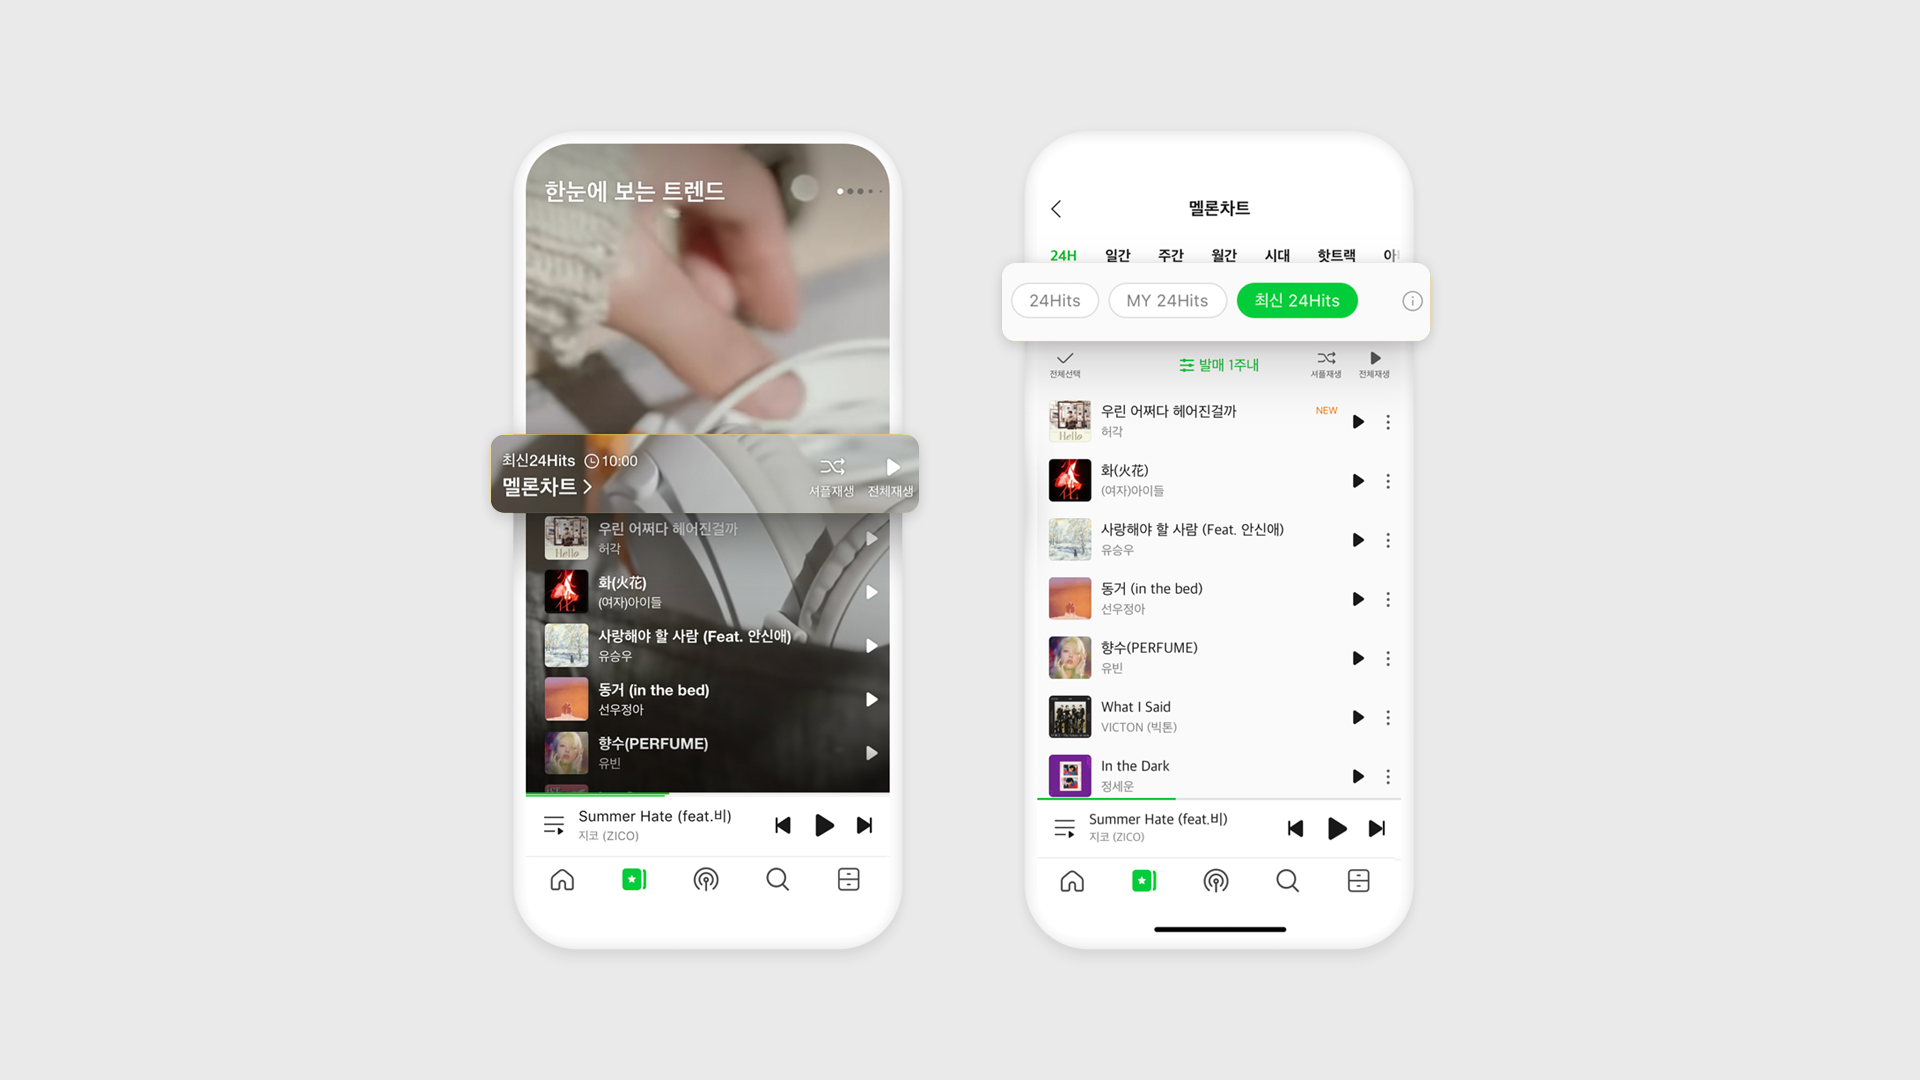 한눈에 보는 트렌드
최신24Hits 10:00
멜론차트
셔플재생 전체재생
우린 어쩌다 헤어진걸까
허각
Hello
화(火花)
(여자)아이들
사랑해야 할 사람 (Feat. 안신애)
유승우
동거 (in the bed)
선우정아
향수(PERFUME)
유빈
Summer Hate (feat.비)
지코 (ZICO)
멜론차트
24H 일간 주간 월간 시대 핫트랙
24Hits MY 24Hits 최신 24Hits
전체선택 발매 1주내 셔플재생 전체재생
우린 어쩌다 헤어진걸까 NEW
허각
Hello
화(火花)
(여자)아이들
사랑해야 할 사람 (Feat. 안신애)
유승우
동거 (in the bed)
선우정아
향수(PERFUME)
유빈
What I Said
VICTON (빅톤)
In the Dark
정세운
Summer Hate (feat.비)
지코 (ZICO)